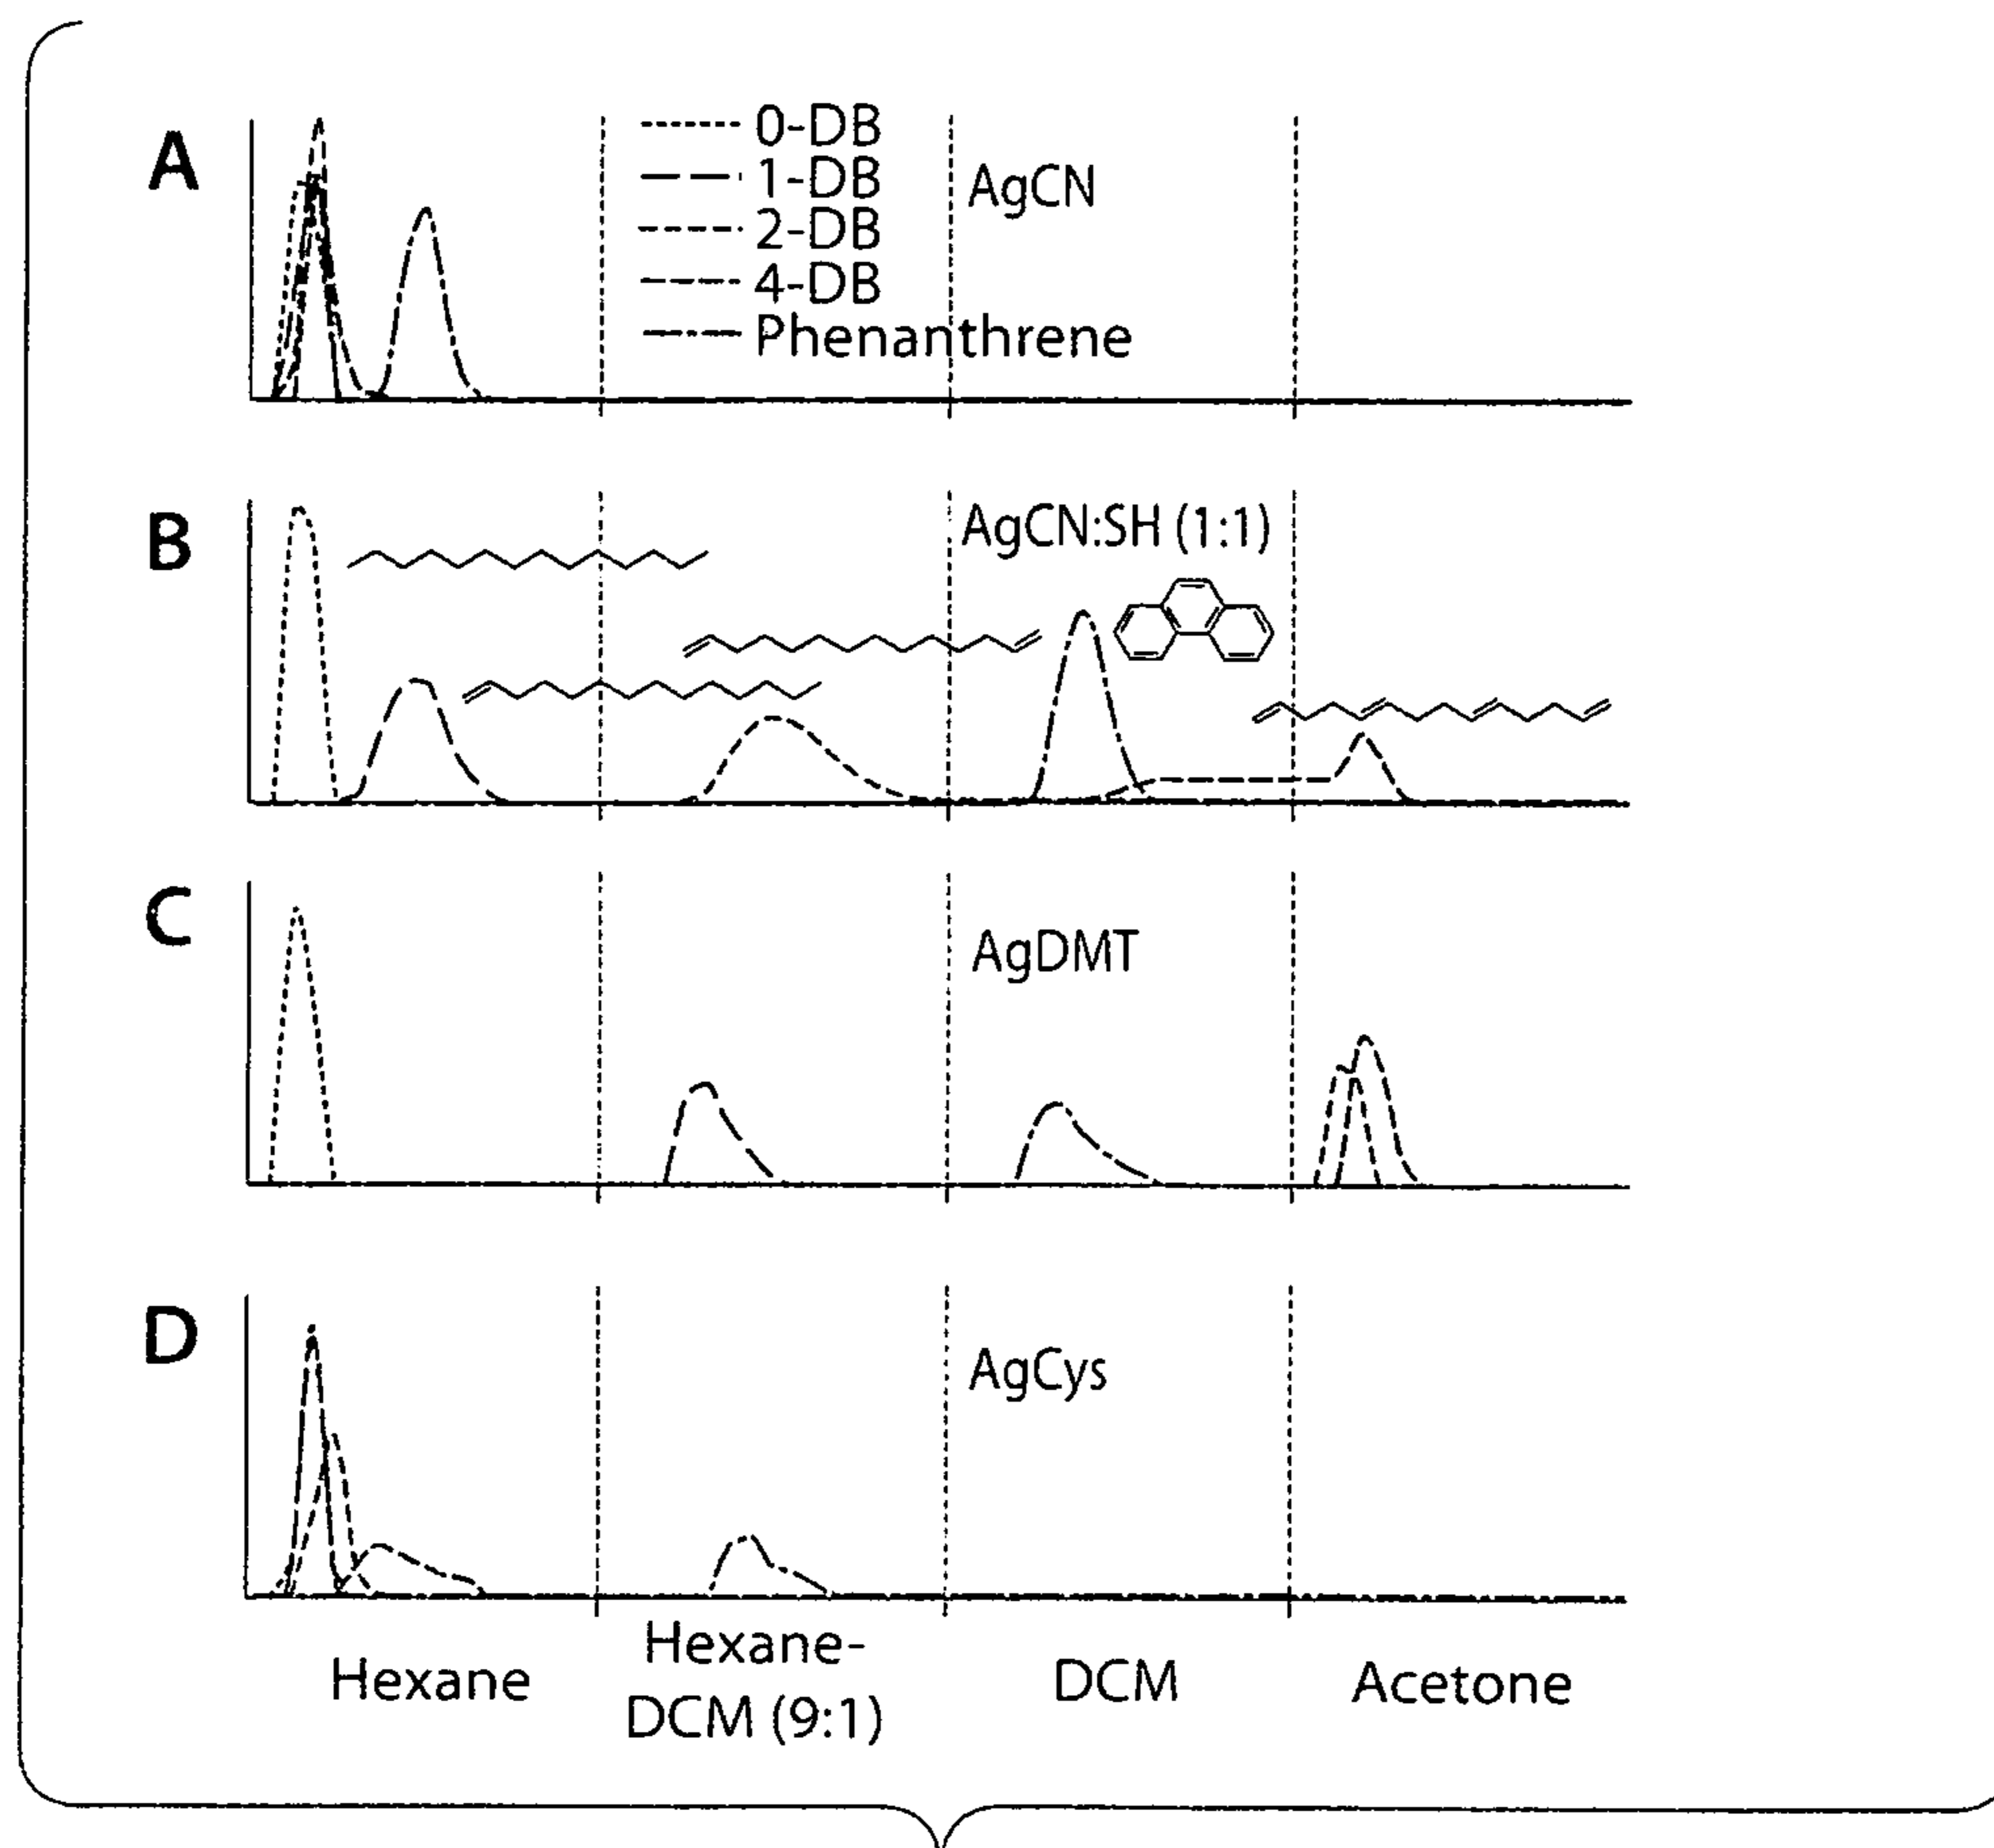 A
0-DB
1-DB
2-DB
4-DB
Phenanthrene
AgCN
B
AgCN:SH (1:1)
C
AgDMT
D
AgCys
Hexane
Hexane-
DCM (9:1)
DCM
Acetone